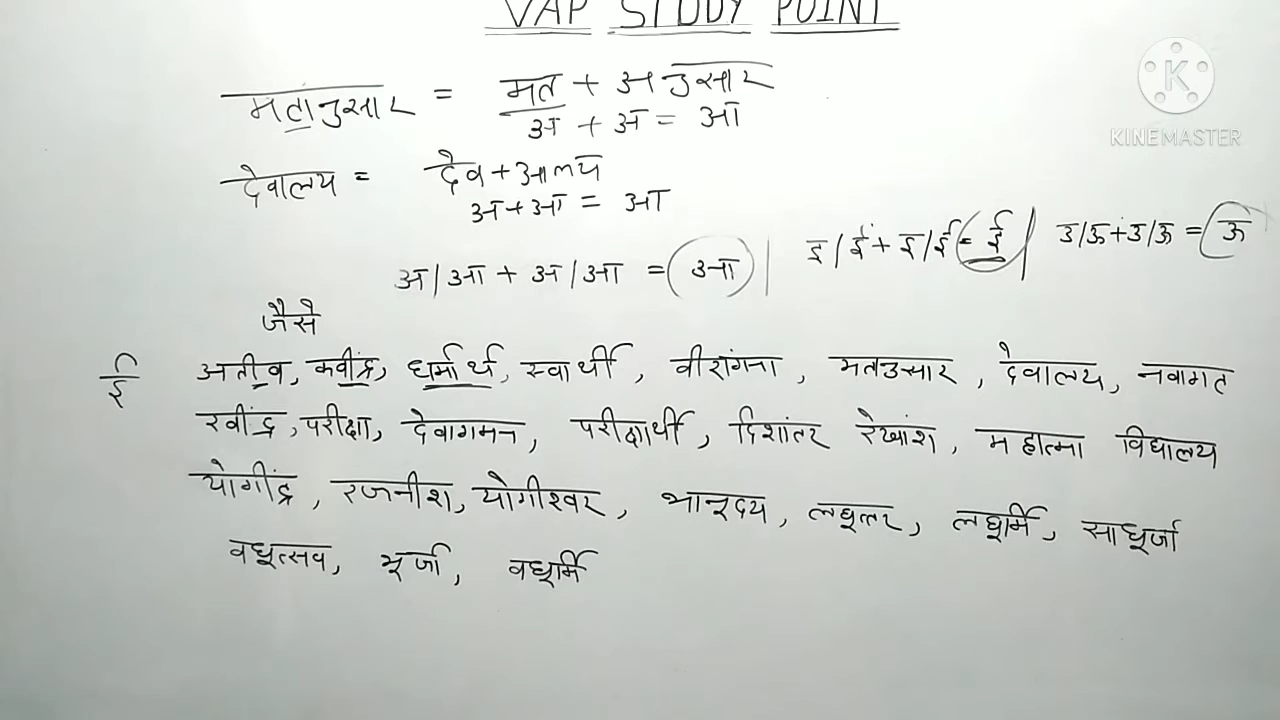 VAP STUDY POINT
KINEMASTER
मतानुसार = मत + अनुसार
अ + अ = आ
देवालय = देव + आलय
अ + आ = आ
अ/आ + अ/आ = आ | इ/ई + इ/ई = ई | उ/ऊ + उ/ऊ = ऊ
जैसे
ई अतीव, कवींद्र, धर्मार्थ, स्वार्थी, वीरांगना, मतउसार, देवालय, नवागत
रवींद्र, परीक्षा, देवागमन, परीक्षार्थी, दिशांतर रेखांश, महात्मा विद्यालय
योगींद्र, रजनीश, योगीश्वर, भानूदय, लघूत्तर, लघूर्मि, साधूर्जा
वधूत्सव, भूर्जा, वधूर्मि